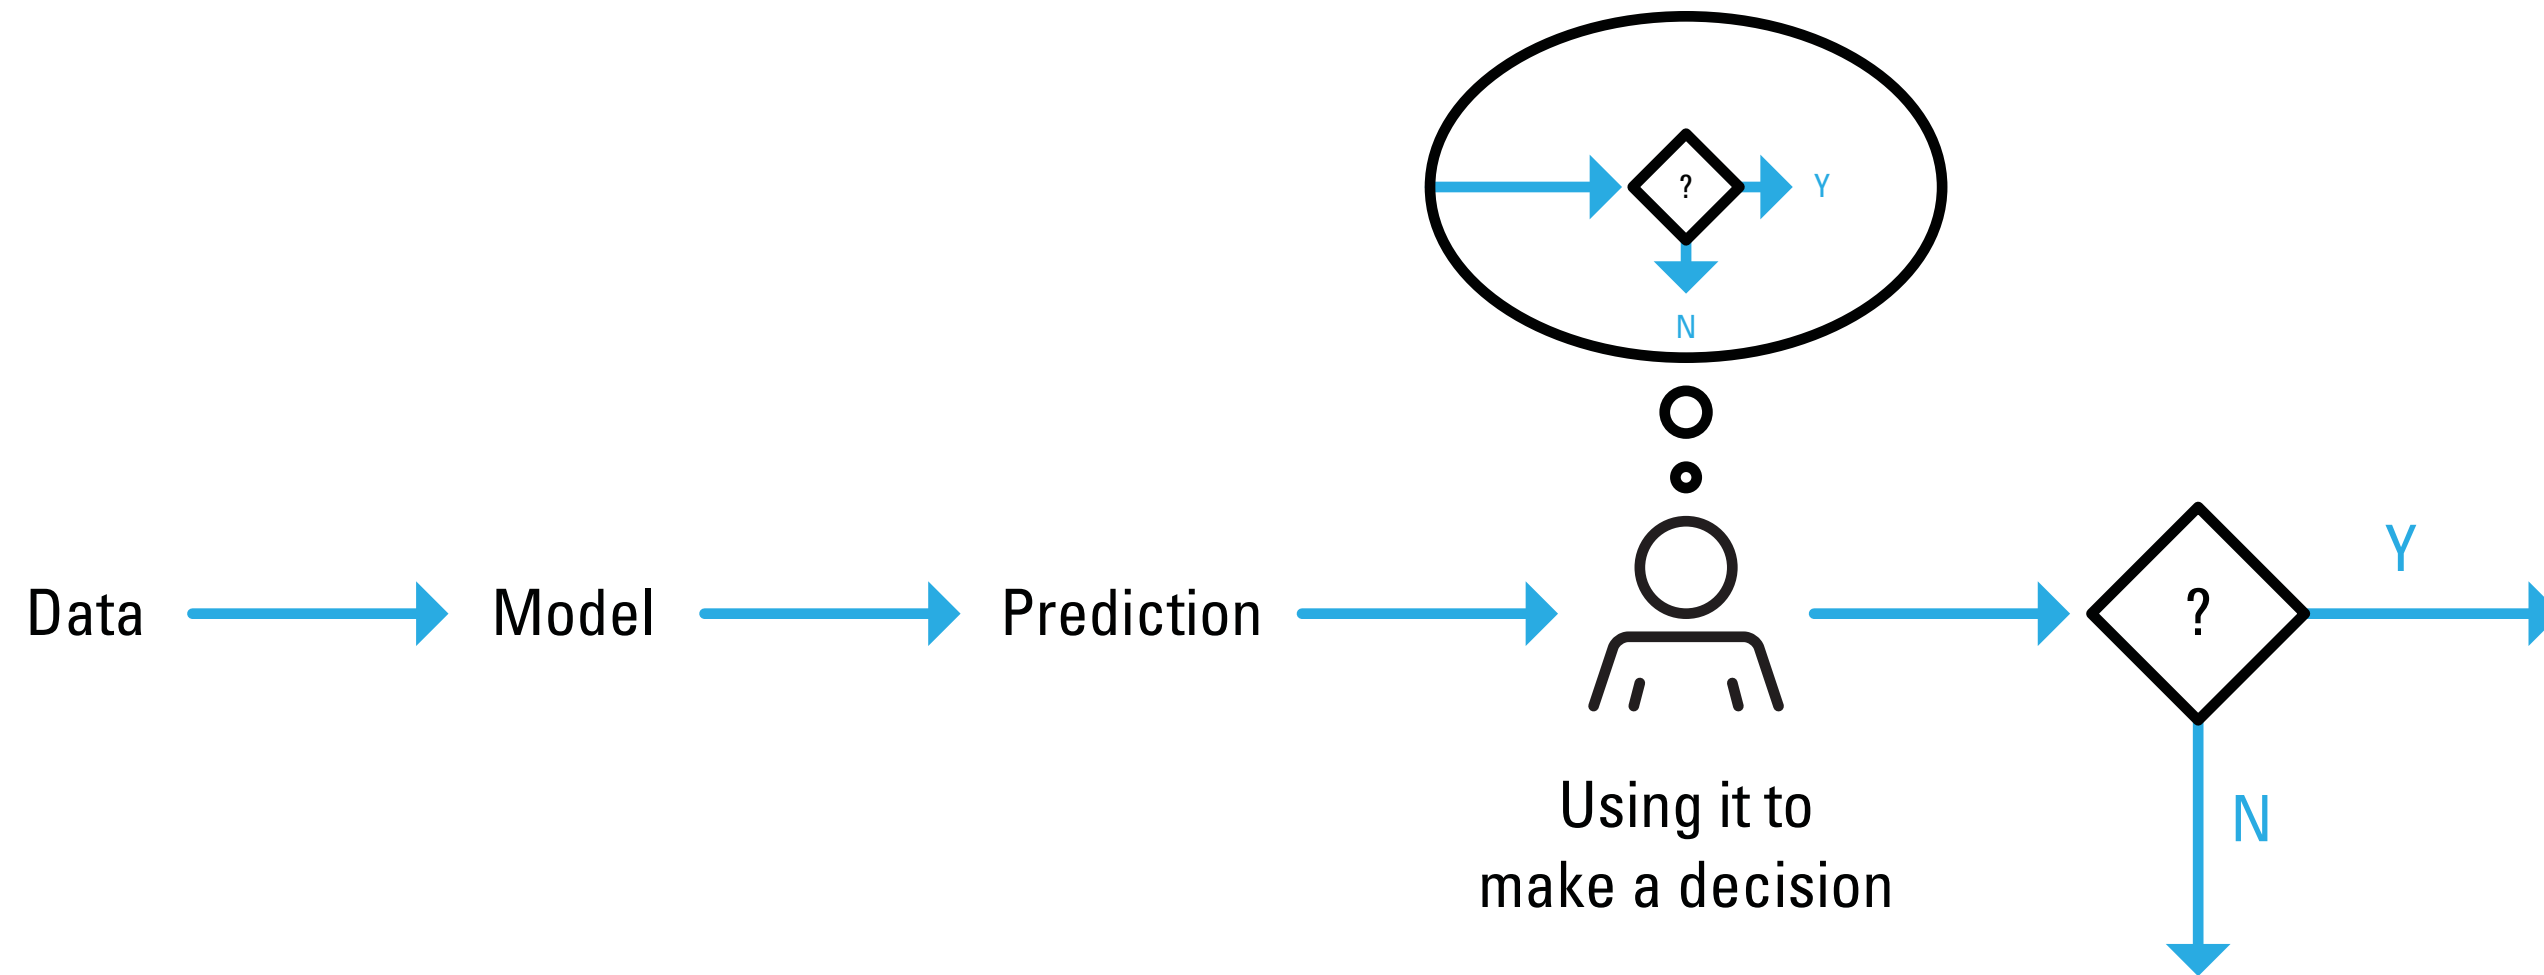 ?
Y
N
Data
Model
Prediction
Using it to
make a decision
?
Y
N